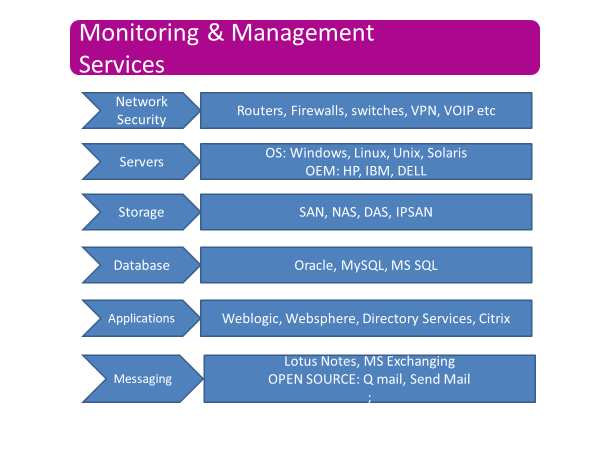 Monitoring & Management
Services
Network
Security
Routers, Firewalls, switches, VPN, VOIP etc
Servers
OS: Windows, Linux, Unix, Solaris
OEM: HP, IBM, DELL
Storage
SAN, NAS, DAS, IPSAN
Database
Oracle, MySQL, MS SQL
Applications
Weblogic, Websphere, Directory Services, Citrix
Messaging
Lotus Notes, MS Exchanging
OPEN SOURCE: Q mail, Send Mail
;